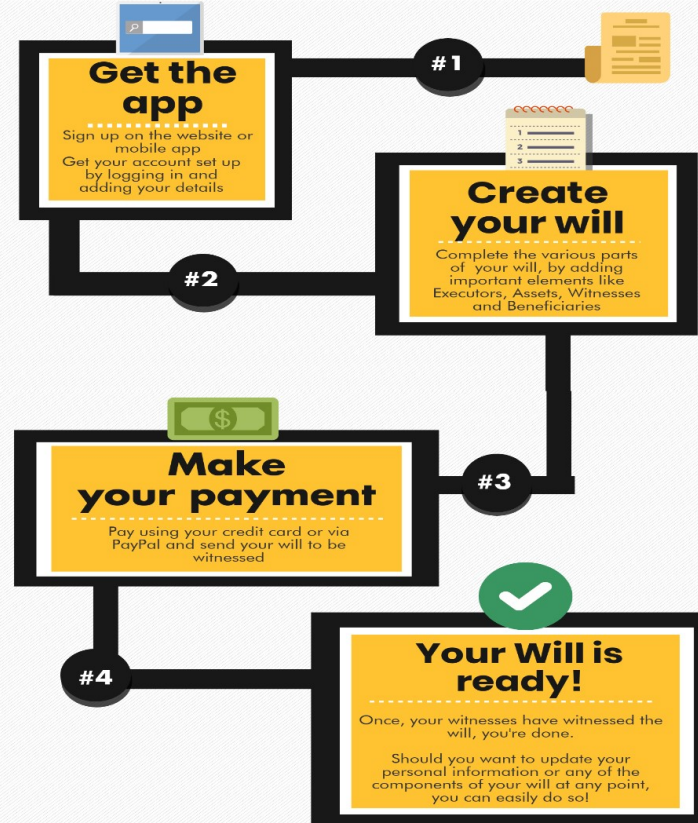 #1
Get the
app
Sign up on the website or
mobile app
Get your account set up
by logging in and
adding your details
1
2
3
Create
your will
Complete the various parts
of your will, by adding
important elements like
Executors, Assets, Witnesses
and Beneficiaries
#2
$
Make
your payment
Pay using your credit card or via
PayPal and send your will to be
witnessed
#3
#4
Your Will is
ready!
Once, your witnesses have witnessed the
will, you're done.
Should you want to update your
personal information or any of the
components of your will at any point,
you can easily do so!